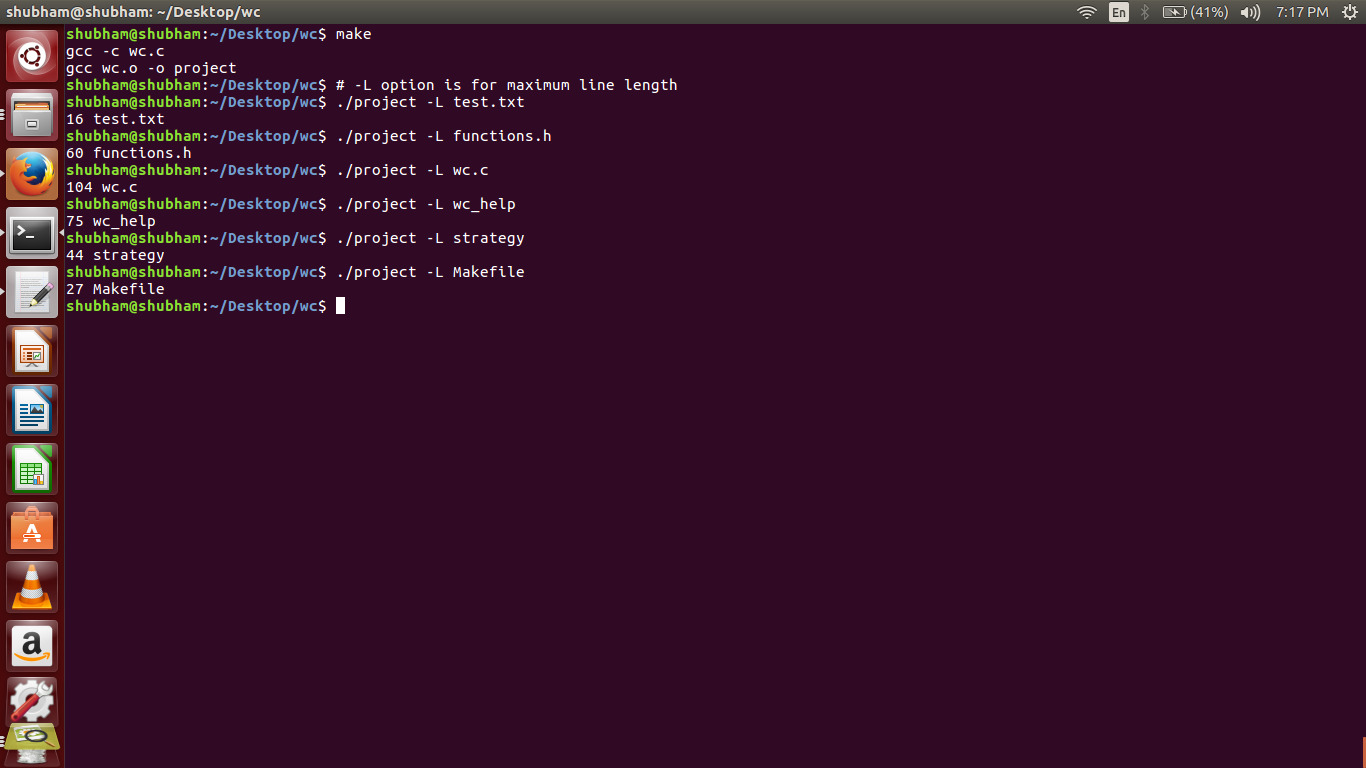 shubham@shubham: ~/Desktop/wc
En
(41%)
7:17 PM
shubham@shubham:~/Desktop/wc$ make
gcc -c wc.c
gcc wc.o -o project
shubham@shubham:~/Desktop/wc$ # -L option is for maximum line length
shubham@shubham:~/Desktop/wc$ ./project -L test.txt
16 test.txt
shubham@shubham:~/Desktop/wc$ ./project -L functions.h
60 functions.h
shubham@shubham:~/Desktop/wc$ ./project -L wc.c
104 wc.c
shubham@shubham:~/Desktop/wc$ ./project -L wc_help
75 wc_help
shubham@shubham:~/Desktop/wc$ ./project -L strategy
44 strategy
shubham@shubham:~/Desktop/wc$ ./project -L Makefile
27 Makefile
shubham@shubham:~/Desktop/wc$